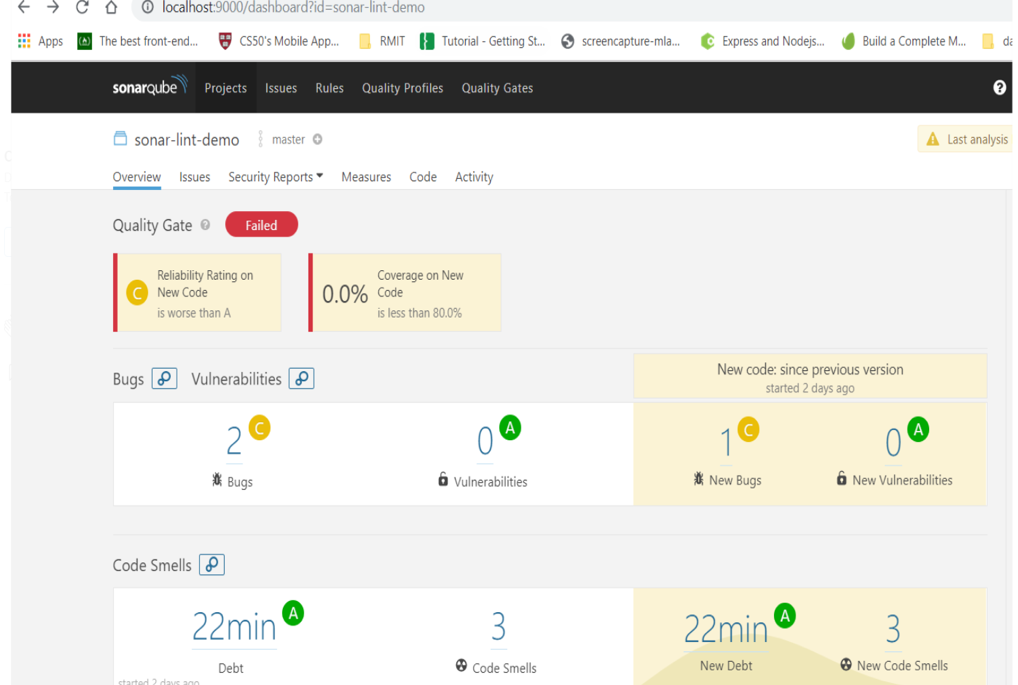 localhost:9000/dashboard?id=sonar-lint-demo
Apps The best front-end... CS50's Mobile App... RMIT Tutorial - Getting St... screencapture-mla... Express and Nodejs... Build a Complete M... da
sonarqube Projects Issues Rules Quality Profiles Quality Gates
sonar-lint-demo master
Last analysis
Overview Issues Security Reports Measures Code Activity
Quality Gate Failed
C
Reliability Rating on
New Code
is worse than A
0.0%
Coverage on New
Code
is less than 80.0%
Bugs Vulnerabilities
New code: since previous version
started 2 days ago
2 C 0 A 1 C 0 A
Bugs Vulnerabilities New Bugs New Vulnerabilities
Code Smells
22min A 3 22min A 3
Debt Code Smells New Debt New Code Smells
started 2 days ago